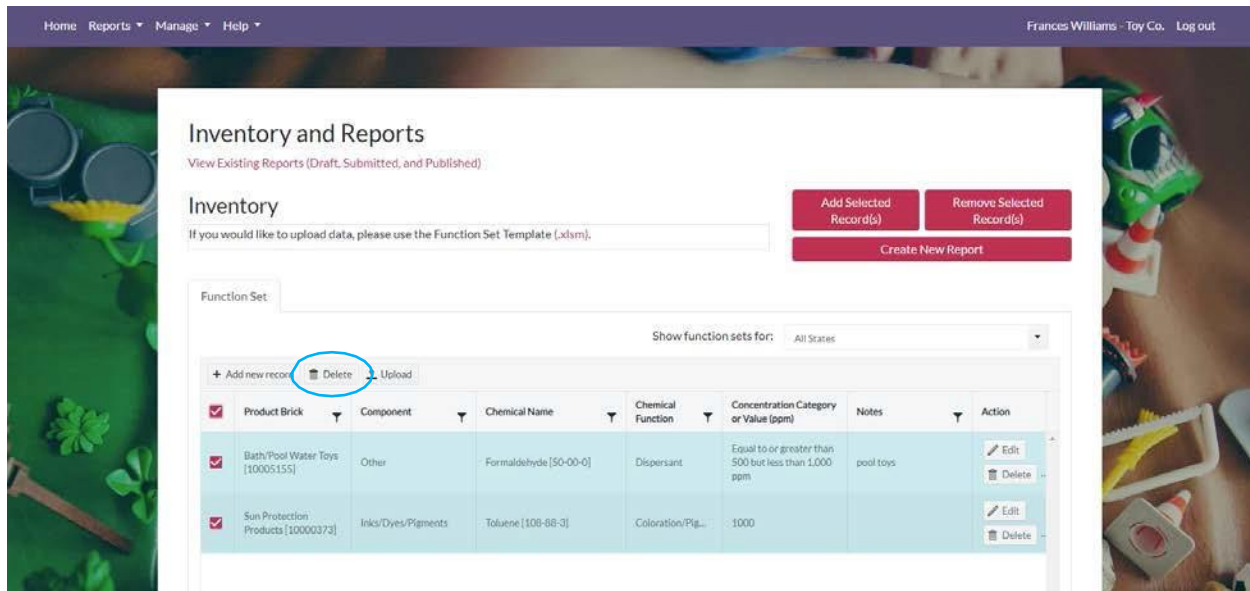 Home Reports Manage Help Frances Williams - Toy Co. Log out
Inventory and Reports
View Existing Reports (Draft, Submitted, and Published)
Inventory
If you would like to upload data, please use the Function Set Template (.xlsm).
Add Selected
Record(s)
Remove Selected
Record(s)
Create New Report
Function Set
Show function sets for: All States
+ Add new recor Delete Upload
Product Brick Component Chemical Name Chemical
Function Concentration Category
or Value (ppm) Notes Action
Bath/Pool Water Toys
[10005155] Other Formaldehyde [50-00-0] Dispersant Equal to or greater than
500 but less than 1,000
ppm pool toys Edit
Delete
Sun Protection
Products [10000373] Inks/Dyes/Pigments Toluene [108-88-3] Coloration/Pig... 1000 Edit
Delete